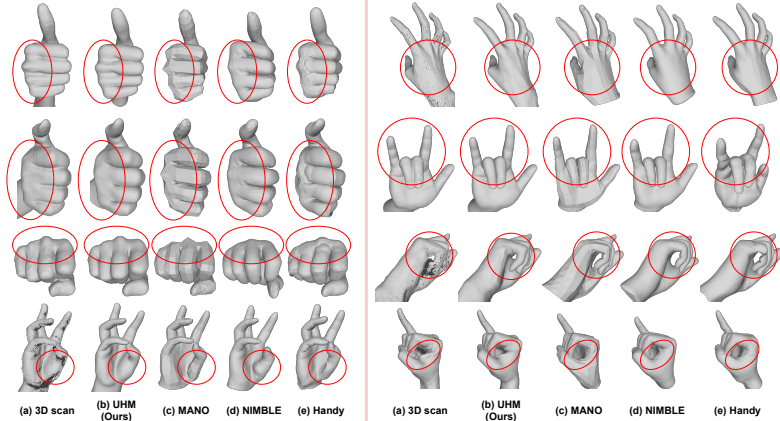 (a) 3D scan
(b) UHM
(Ours)
(c) MANO
(d) NIMBLE
(e) Handy
(a) 3D scan
(b) UHM
(Ours)
(c) MANO
(d) NIMBLE
(e) Handy